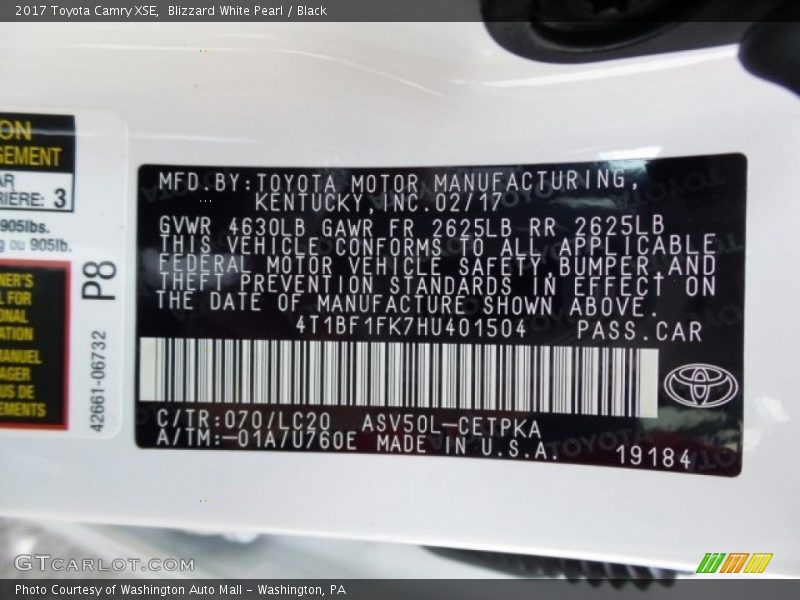 2017 Toyota Camry XSE, Blizzard White Pearl / Black
ON
GEMENT
AR
RIÈRE: 3
905lbs.
ou 905lb.
NER'S
L FOR
ONAL
ATION
MANUEL
AGER
US DE
EMENTS
P8
42661-06732
MFD.BY:TOYOTA MOTOR MANUFACTURING,
KENTUCKY,INC.02/17
GVWR 4630LB GAWR FR 2625LB RR 2625LB
THIS VEHICLE CONFORMS TO ALL APPLICABLE
FEDERAL MOTOR VEHICLE SAFETY,BUMPER,AND
THEFT PREVENTION STANDARDS IN EFFECT ON
THE DATE OF MANUFACTURE SHOWN ABOVE.
4T1BF1FK7HU401504 PASS.CAR
C/TR:070/LC20 ASV50L-CETPKA
A/TM:-01A/U760E MADE IN U.S.A.
19184
GTCARLOT.COM
Photo Courtesy of Washington Auto Mall - Washington, PA